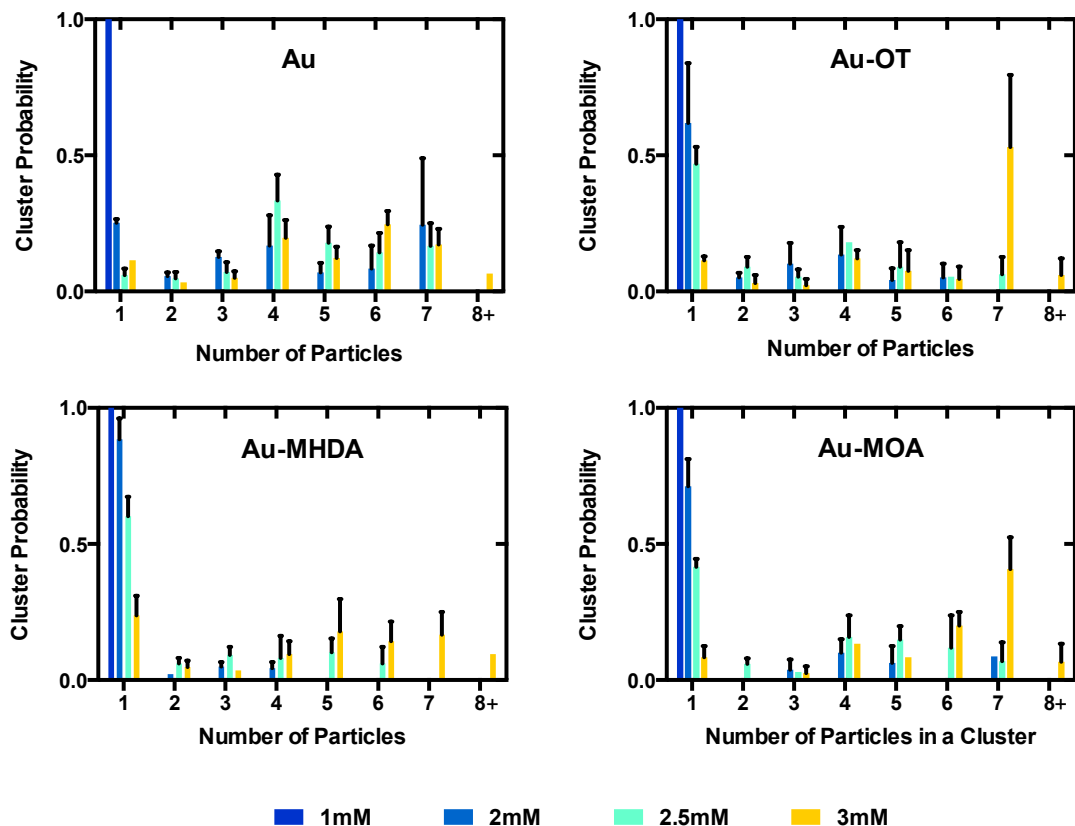 Au
Cluster Probability
1.0
0.5
0.0
1 2 3 4 5 6 7 8+
Number of Particles
Au-OT
Cluster Probability
1.0
0.5
0.0
1 2 3 4 5 6 7 8+
Number of Particles
Au-MHDA
Cluster Probability
1.0
0.5
0.0
1 2 3 4 5 6 7 8+
Number of Particles
Au-MOA
Cluster Probability
1.0
0.5
0.0
1 2 3 4 5 6 7 8+
Number of Particles in a Cluster
1mM 2mM 2.5mM 3mM